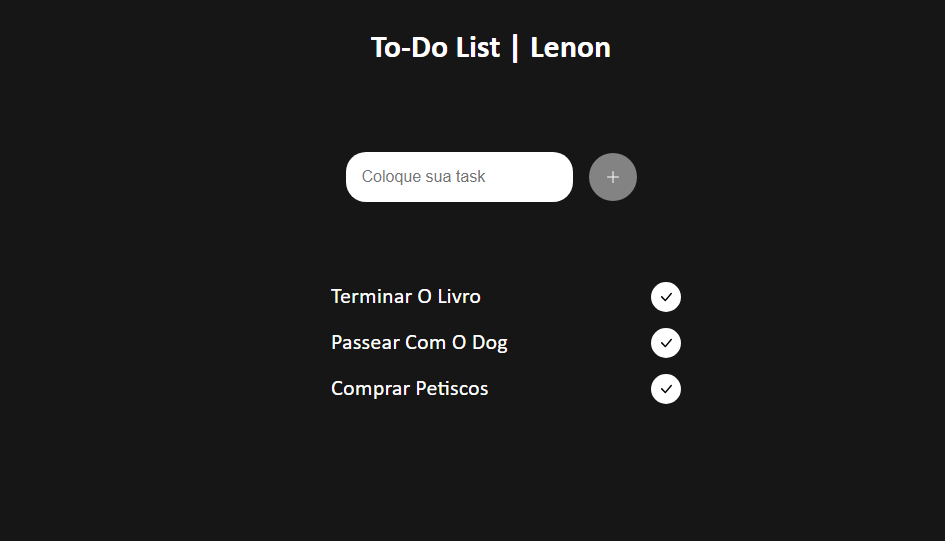 To-Do List | Lenon
Coloque sua task
Terminar O Livro
Passear Com O Dog
Comprar Petiscos